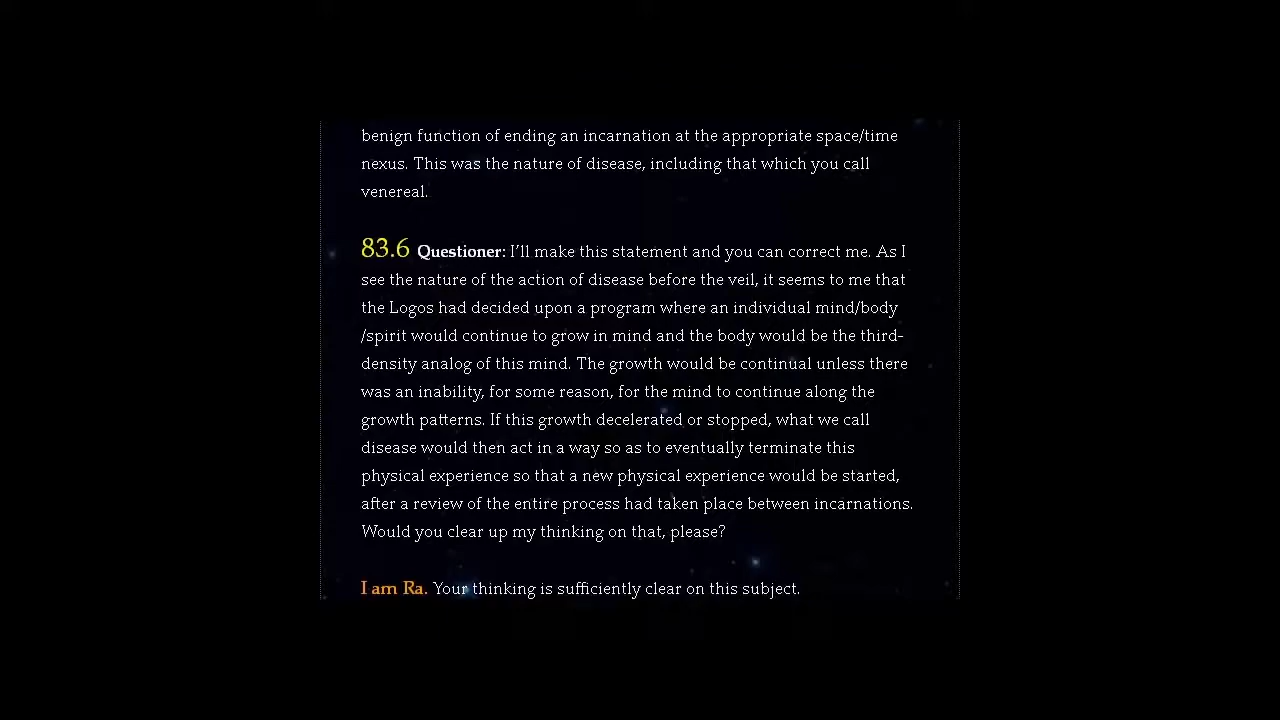 benign function of ending an incarnation at the appropriate space/time
nexus. This was the nature of disease, including that which you call
venereal.
83.6 Questioner: I’ll make this statement and you can correct me. As I
see the nature of the action of disease before the veil, it seems to me that
the Logos had decided upon a program where an individual mind/body
/spirit would continue to grow in mind and the body would be the third-
density analog of this mind. The growth would be continual unless there
was an inability, for some reason, for the mind to continue along the
growth patterns. If this growth decelerated or stopped, what we call
disease would then act in a way so as to eventually terminate this
physical experience so that a new physical experience would be started,
after a review of the entire process had taken place between incarnations.
Would you clear up my thinking on that, please?
I am Ra. Your thinking is sufficiently clear on this subject.